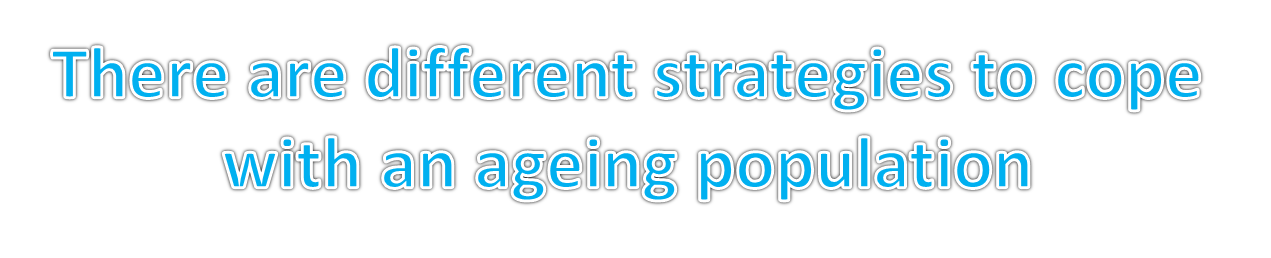 There are different strategies to cope
with an ageing population